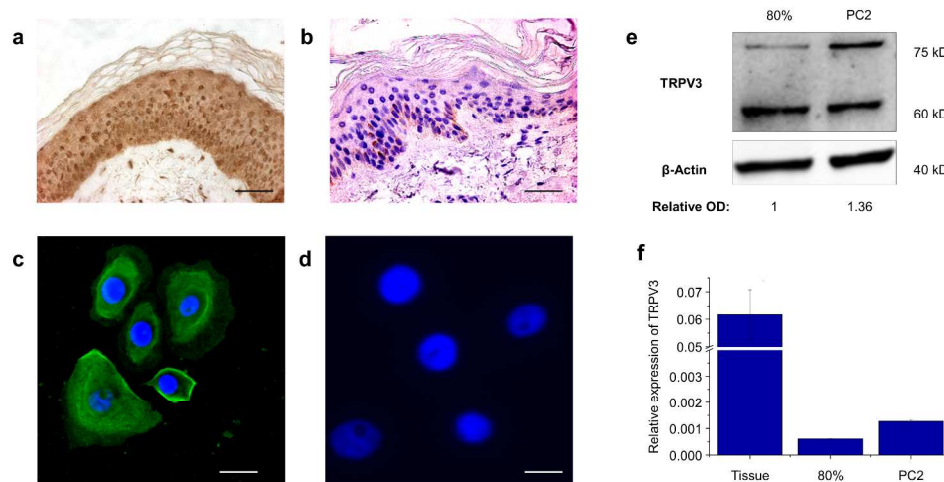 a
b
c
d
e
80% PC2
TRPV3
75 kD
60 kD
β-Actin
40 kD
Relative OD: 1 1.36
f
Relative expression of TRPV3
0.07
0.06
0.05
0.003
0.002
0.001
0.000
Tissue 80% PC2